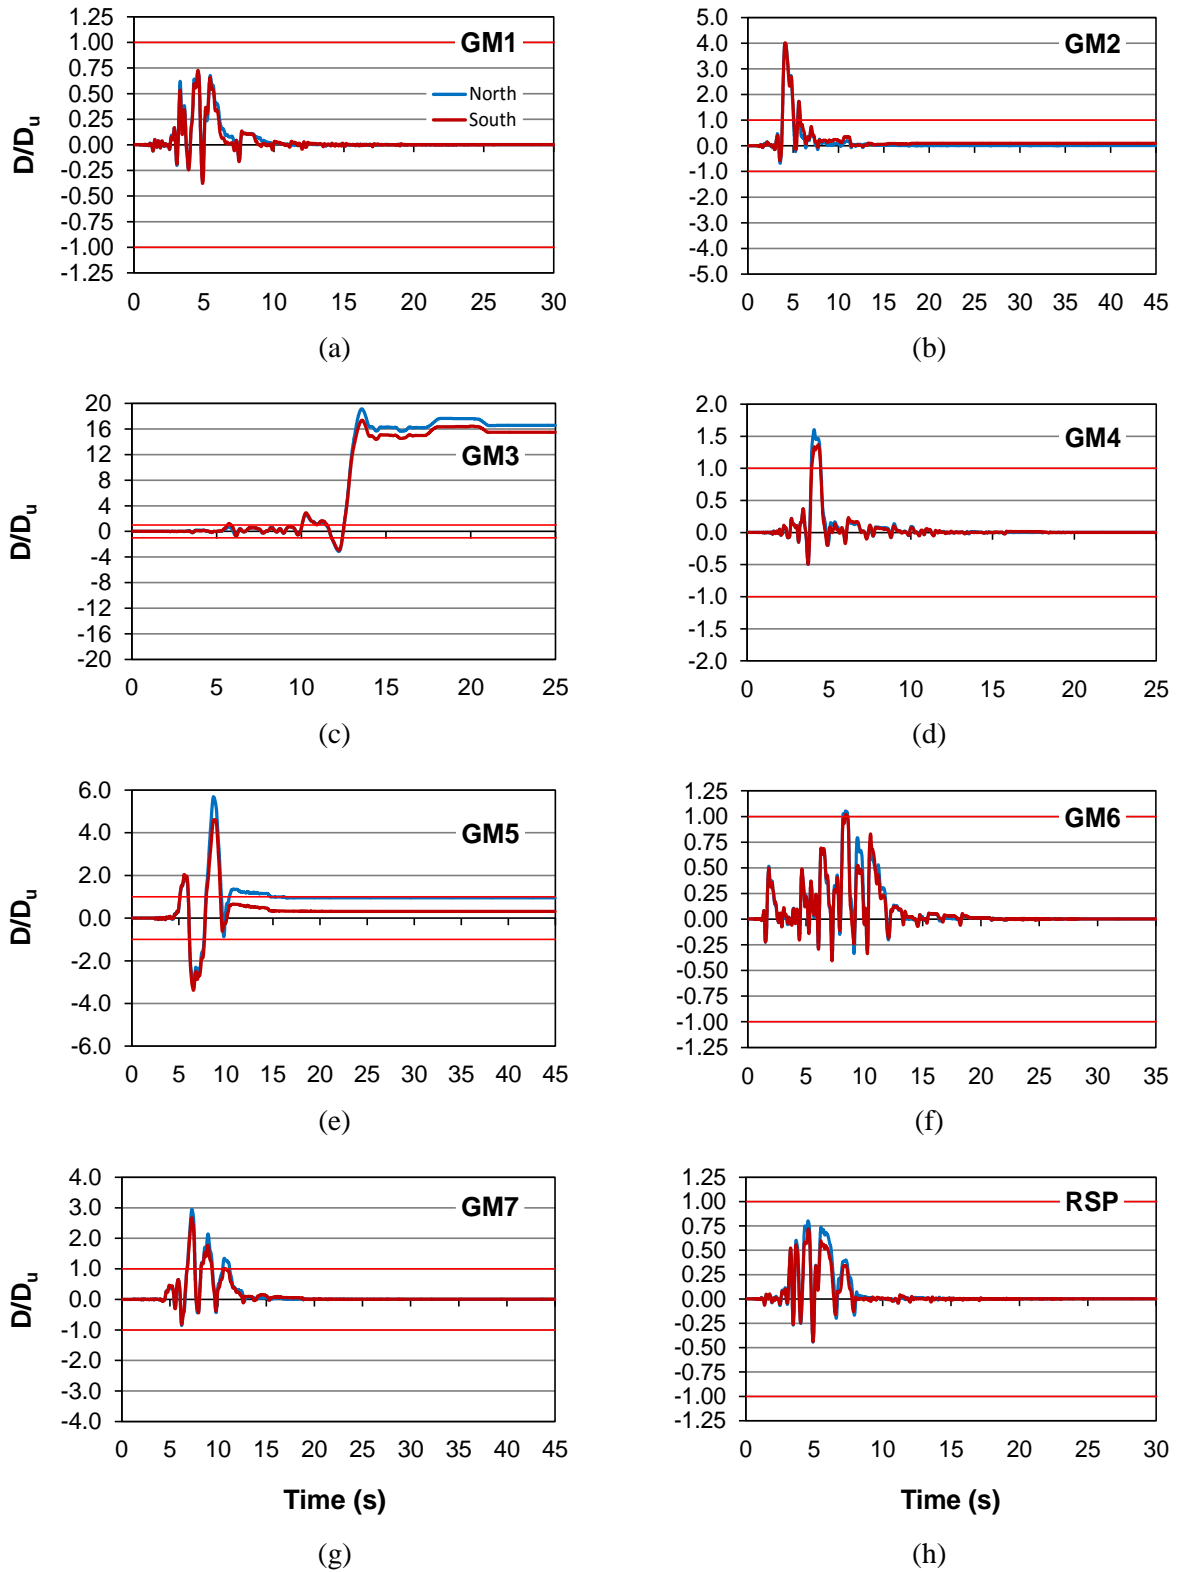 1.25
1.00
0.75
0.50
0.25
0.00
-0.25
-0.50
-0.75
-1.00
-1.25
D/Du
GM1
North
South
0 5 10 15 20 25 30
(a)
5.0
4.0
3.0
2.0
1.0
0.0
-1.0
-2.0
-3.0
-4.0
-5.0
GM2
0 5 10 15 20 25 30 35 40 45
(b)
20
16
12
8
4
0
-4
-8
-12
-16
-20
D/Du
GM3
0 5 10 15 20 25
(c)
2.0
1.5
1.0
0.5
0.0
-0.5
-1.0
-1.5
-2.0
GM4
0 5 10 15 20 25
(d)
6.0
4.0
2.0
0.0
-2.0
-4.0
-6.0
D/Du
GM5
0 5 10 15 20 25 30 35 40 45
(e)
1.25
1.00
0.75
0.50
0.25
0.00
-0.25
-0.50
-0.75
-1.00
-1.25
GM6
0 5 10 15 20 25 30 35
(f)
4.0
3.0
2.0
1.0
0.0
-1.0
-2.0
-3.0
-4.0
D/Du
GM7
0 5 10 15 20 25 30 35 40 45
Time (s)
(g)
1.25
1.00
0.75
0.50
0.25
0.00
-0.25
-0.50
-0.75
-1.00
-1.25
RSP
0 5 10 15 20 25 30
Time (s)
(h)